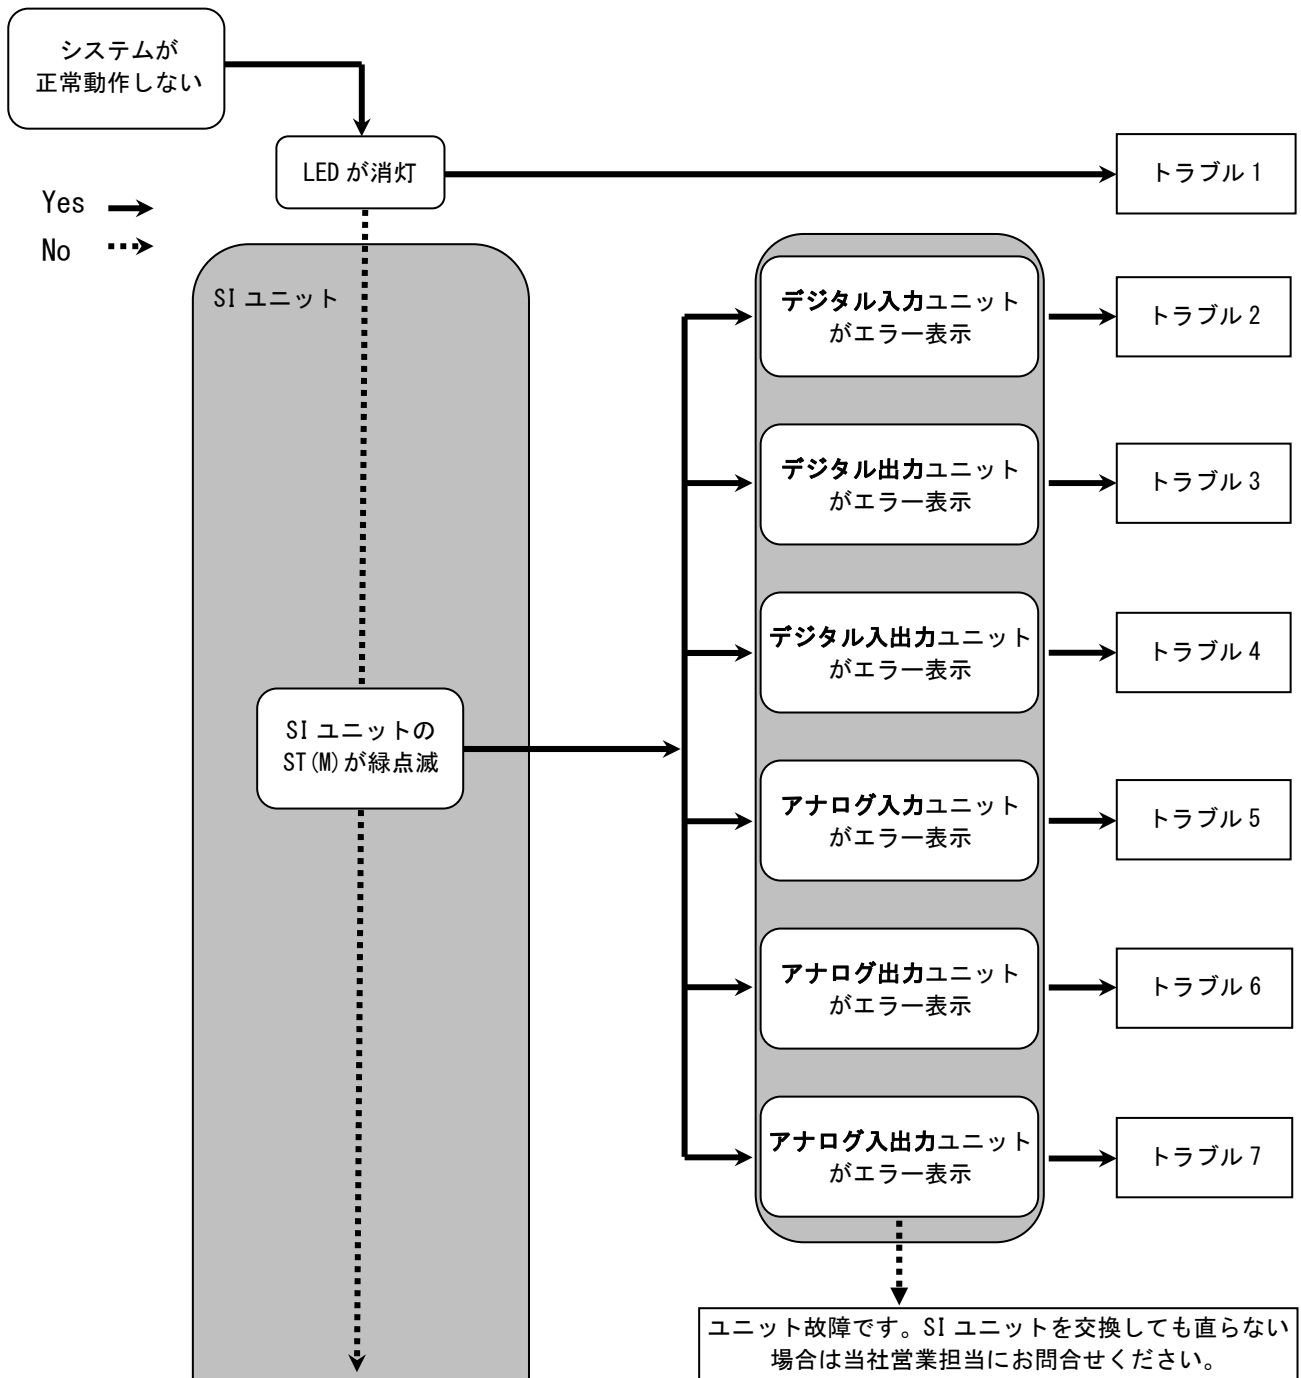 システムが
正常動作しない
LED が消灯
トラブル 1
Yes
No
SI ユニット
デジタル入力ユニット
がエラー表示
トラブル 2
デジタル出力ユニット
がエラー表示
トラブル 3
デジタル入出力ユニット
がエラー表示
トラブル 4
SI ユニットの
ST(M)が緑点滅
アナログ入力ユニット
がエラー表示
トラブル 5
アナログ出力ユニット
がエラー表示
トラブル 6
アナログ入出力ユニット
がエラー表示
トラブル 7
ユニット故障です。SI ユニットを交換しても直らない
場合は当社営業担当にお問合せください。